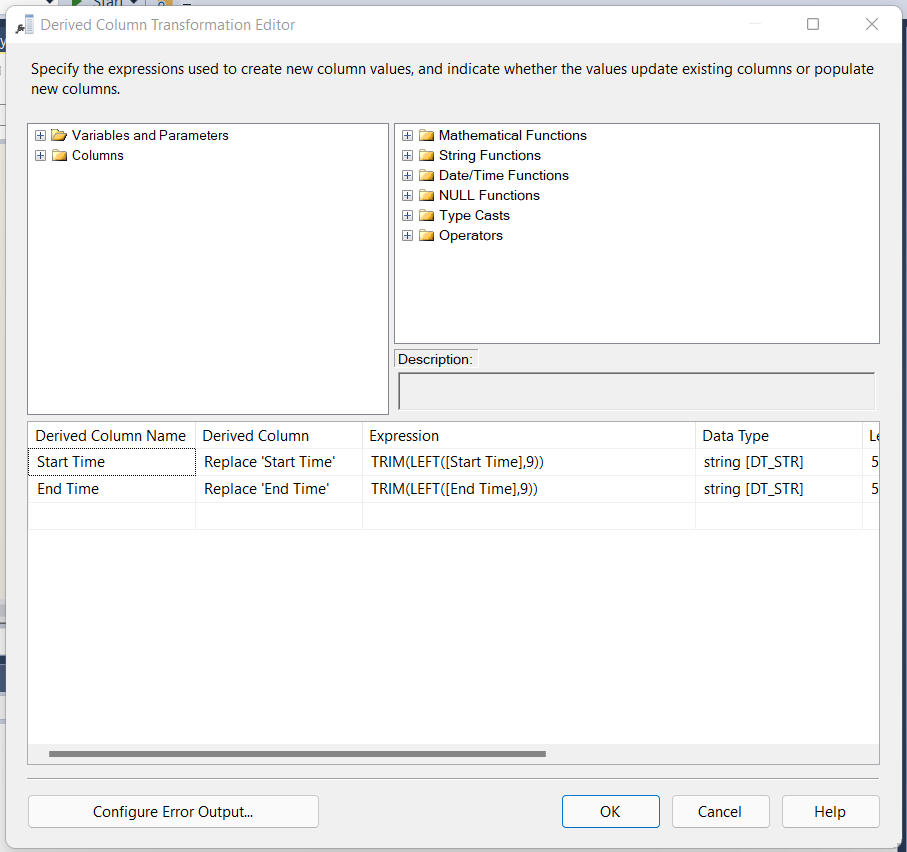 Start
Derived Column Transformation Editor
Specify the expressions used to create new column values, and indicate whether the values update existing columns or populate
new columns.
Variables and Parameters
Columns
Mathematical Functions
String Functions
Date/Time Functions
NULL Functions
Type Casts
Operators
Description:
Derived Column Name Derived Column Expression Data Type Le
Start Time Replace 'Start Time' TRIM(LEFT([Start Time],9)) string [DT_STR] 5
End Time Replace 'End Time' TRIM(LEFT([End Time],9)) string [DT_STR] 5
Configure Error Output... OK Cancel Help